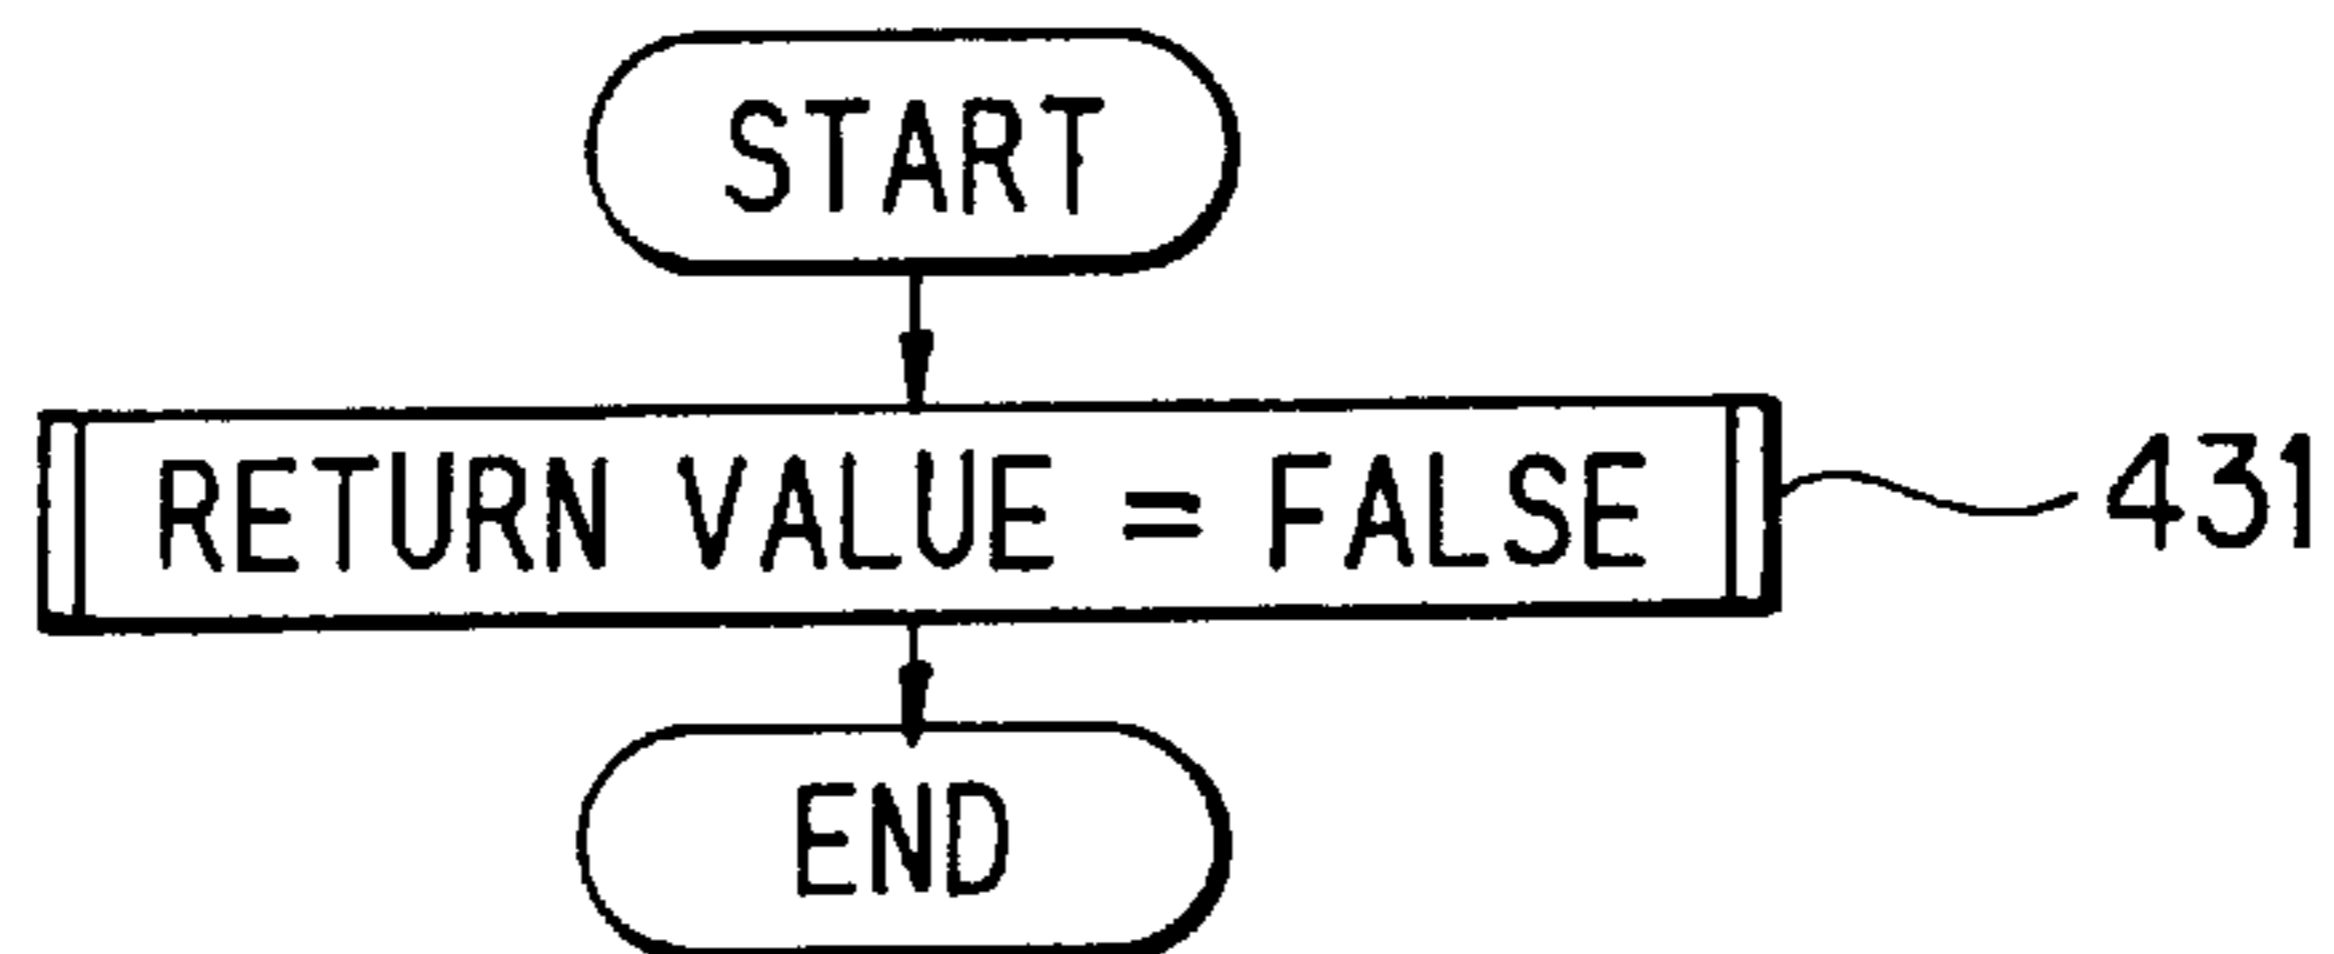 START
RETURN VALUE = FALSE
431
END